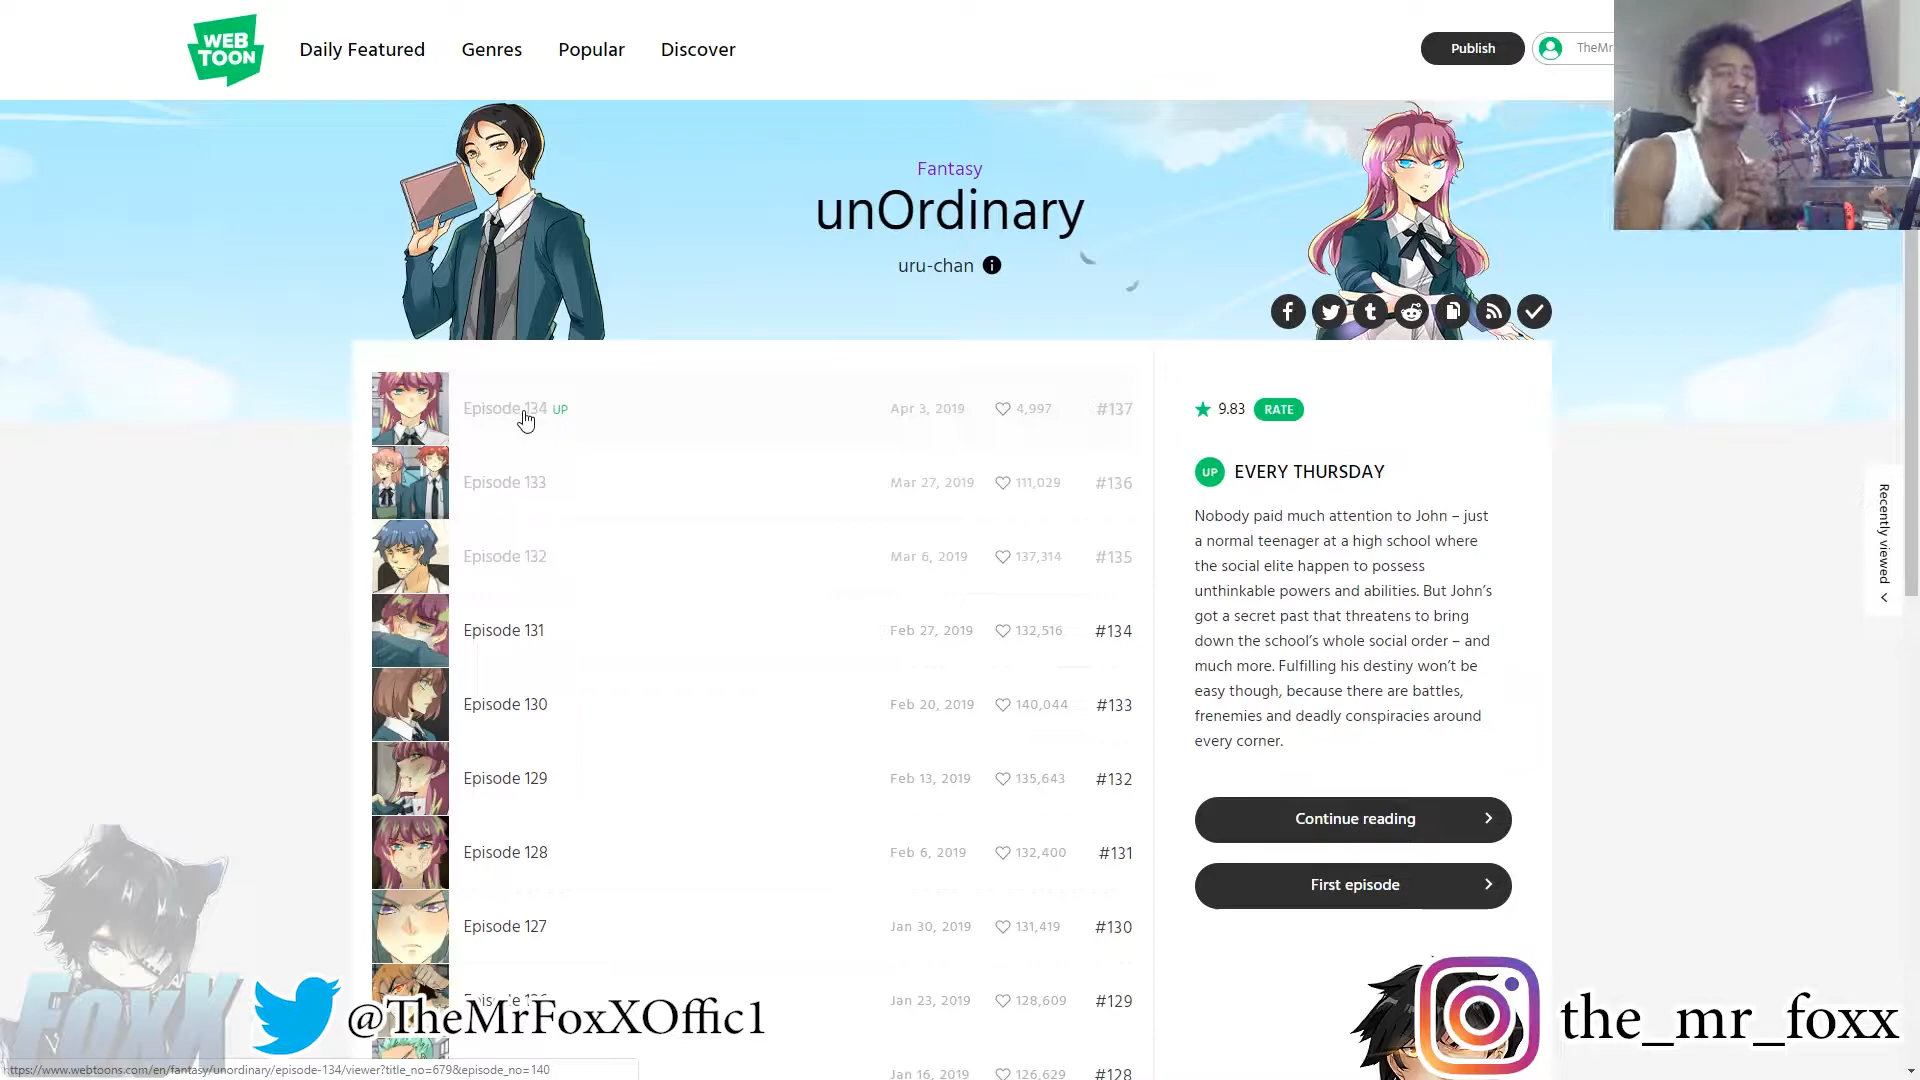 WEB
TOON
Daily Featured
Genres
Popular
Discover
Publish
TheMr
Fantasy
unOrdinary
uru-chan
Episode 134 UP
Apr 3, 2019
4,997
#137
Episode 133
Mar 27, 2019
111,029
#136
Episode 132
Mar 6, 2019
137,314
#135
Episode 131
Feb 27, 2019
132,516
#134
Episode 130
Feb 20, 2019
140,044
#133
Episode 129
Feb 13, 2019
135,643
#132
Episode 128
Feb 6, 2019
132,400
#131
Episode 127
Jan 30, 2019
131,419
#130
Jan 23, 2019
128,609
#129
Jan 16, 2019
126,629
#128
9.83 RATE
UP EVERY THURSDAY
Nobody paid much attention to John – just
a normal teenager at a high school where
the social elite happen to possess
unthinkable powers and abilities. But John's
got a secret past that threatens to bring
down the school's whole social order – and
much more. Fulfilling his destiny won't be
easy though, because there are battles,
frenemies and deadly conspiracies around
every corner.
Continue reading
First episode
Recently viewed
FOXX
@TheMrFoxXOffic1
the_mr_foxx
https://www.webtoons.com/en/fantasy/unordinary/episode-134/viewer?title_no=679&episode_no=140